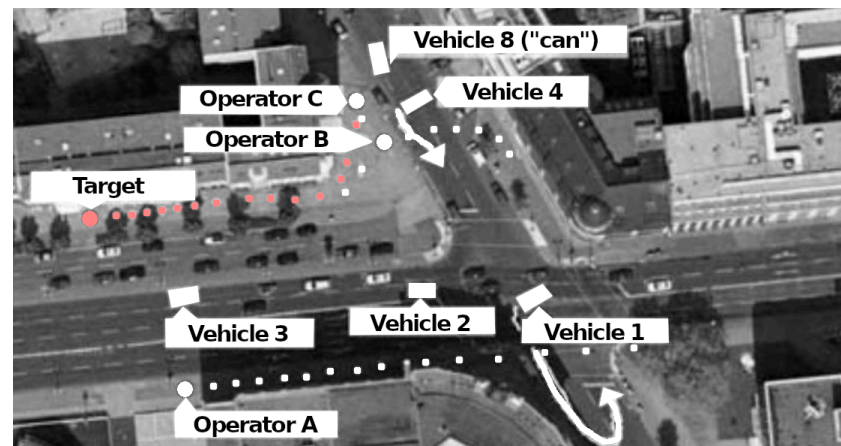 Vehicle 8 ("can")
Operator C
Vehicle 4
Operator B
Target
Vehicle 3
Vehicle 2
Vehicle 1
Operator A